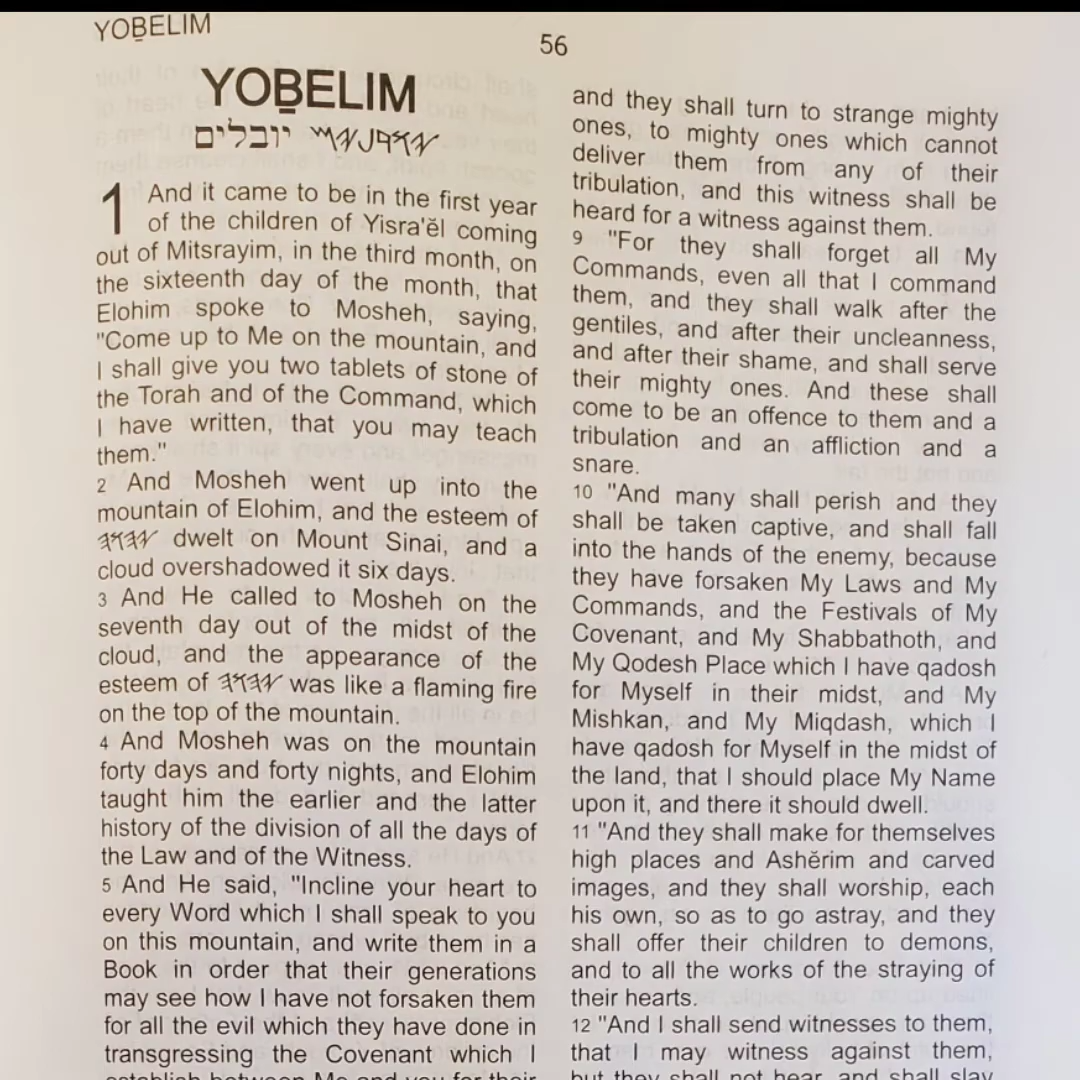 YOḆELIM
56
YOḆELIM
יובלים 𐤉𐤅𐤁𐤋𐤉𐤌
1 And it came to be in the first year
of the children of Yisra'ĕl coming
out of Mitsrayim, in the third month, on
the sixteenth day of the month, that
Elohim spoke to Mosheh, saying,
"Come up to Me on the mountain, and
I shall give you two tablets of stone of
the Torah and of the Command, which
I have written, that you may teach
them."
2 And Mosheh went up into the
mountain of Elohim, and the esteem of
𐤉𐤄𐤅𐤄 dwelt on Mount Sinai, and a
cloud overshadowed it six days.
3 And He called to Mosheh on the
seventh day out of the midst of the
cloud, and the appearance of the
esteem of 𐤉𐤄𐤅𐤄 was like a flaming fire
on the top of the mountain.
4 And Mosheh was on the mountain
forty days and forty nights, and Elohim
taught him the earlier and the latter
history of the division of all the days of
the Law and of the Witness.
5 And He said, "Incline your heart to
every Word which I shall speak to you
on this mountain, and write them in a
Book in order that their generations
may see how I have not forsaken them
for all the evil which they have done in
transgressing the Covenant which I
establish between Me and you for their
and they shall turn to strange mighty
ones, to mighty ones which cannot
deliver them from any of their
tribulation, and this witness shall be
heard for a witness against them.
9 "For they shall forget all My
Commands, even all that I command
them, and they shall walk after the
gentiles, and after their uncleanness,
and after their shame, and shall serve
their mighty ones. And these shall
come to be an offence to them and a
tribulation and an affliction and a
snare.
10 "And many shall perish and they
shall be taken captive, and shall fall
into the hands of the enemy, because
they have forsaken My Laws and My
Commands, and the Festivals of My
Covenant, and My Shabbathoth, and
My Qodesh Place which I have qadosh
for Myself in their midst, and My
Mishkan, and My Miqdash, which I
have qadosh for Myself in the midst of
the land, that I should place My Name
upon it, and there it should dwell.
11 "And they shall make for themselves
high places and Ashĕrim and carved
images, and they shall worship, each
his own, so as to go astray, and they
shall offer their children to demons,
and to all the works of the straying of
their hearts.
12 "And I shall send witnesses to them,
that I may witness against them,
but they shall not hear, and shall slay